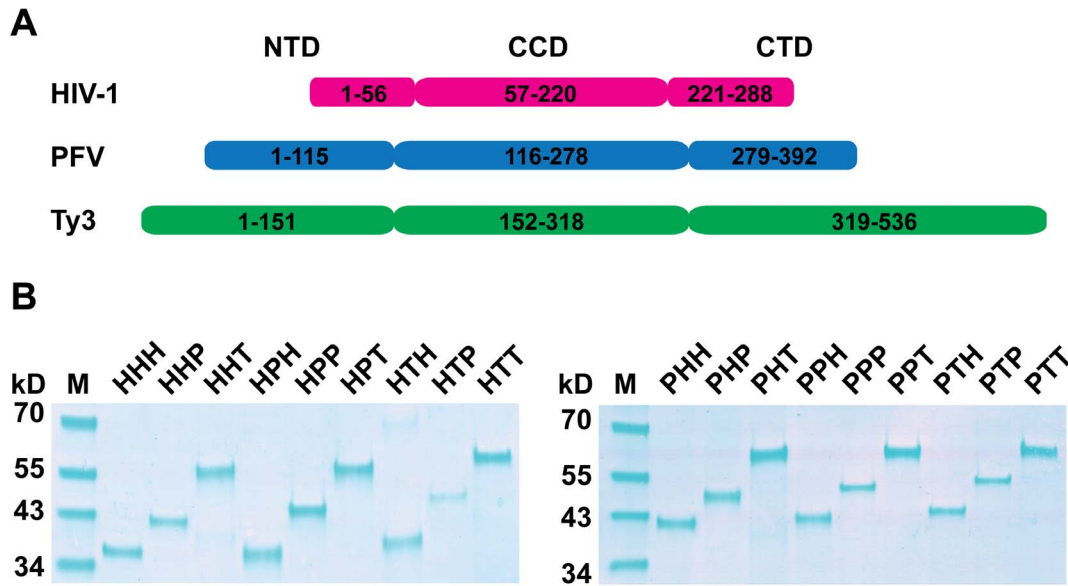 A
NTD CCD CTD
HIV-1 1-56 57-220 221-288
PFV 1-115 116-278 279-392
Ty3 1-151 152-318 319-536
B
kD M HHH HHP HHT HPH HPP HPT HTH HTP HTT
70
55
43
34
kD M PHH PHP PHT PPH PPP PPT PTH PTP PTT
70
55
43
34